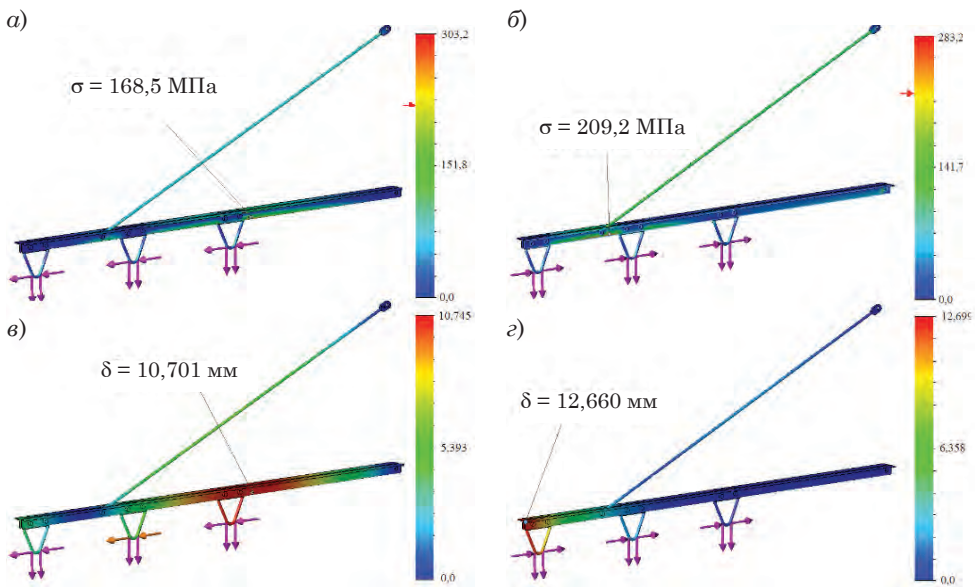 а)
303,2
σ = 168,5 МПа
151,8
0,0
б)
283,2
σ = 209,2 МПа
141,7
0,0
в)
10,745
δ = 10,701 мм
5,393
0,0
г)
12,699
δ = 12,660 мм
6,358
0,0